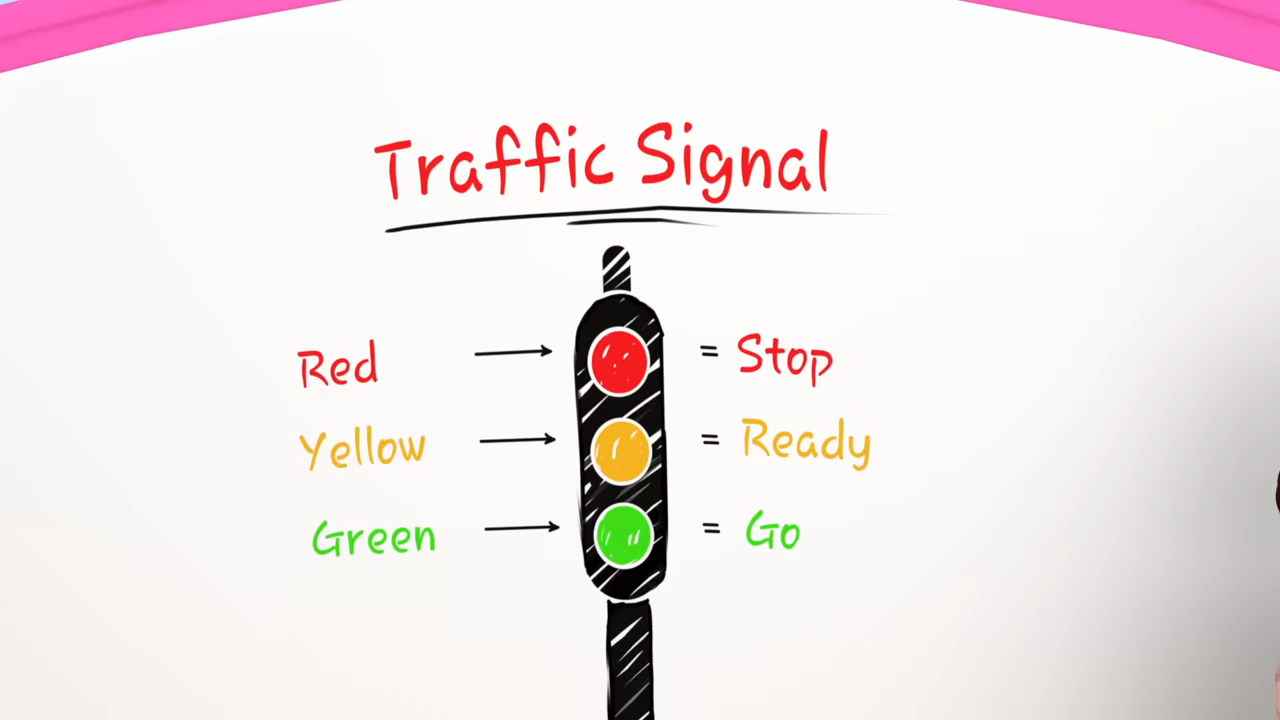 Traffic Signal
Red = Stop
Yellow = Ready
Green = Go